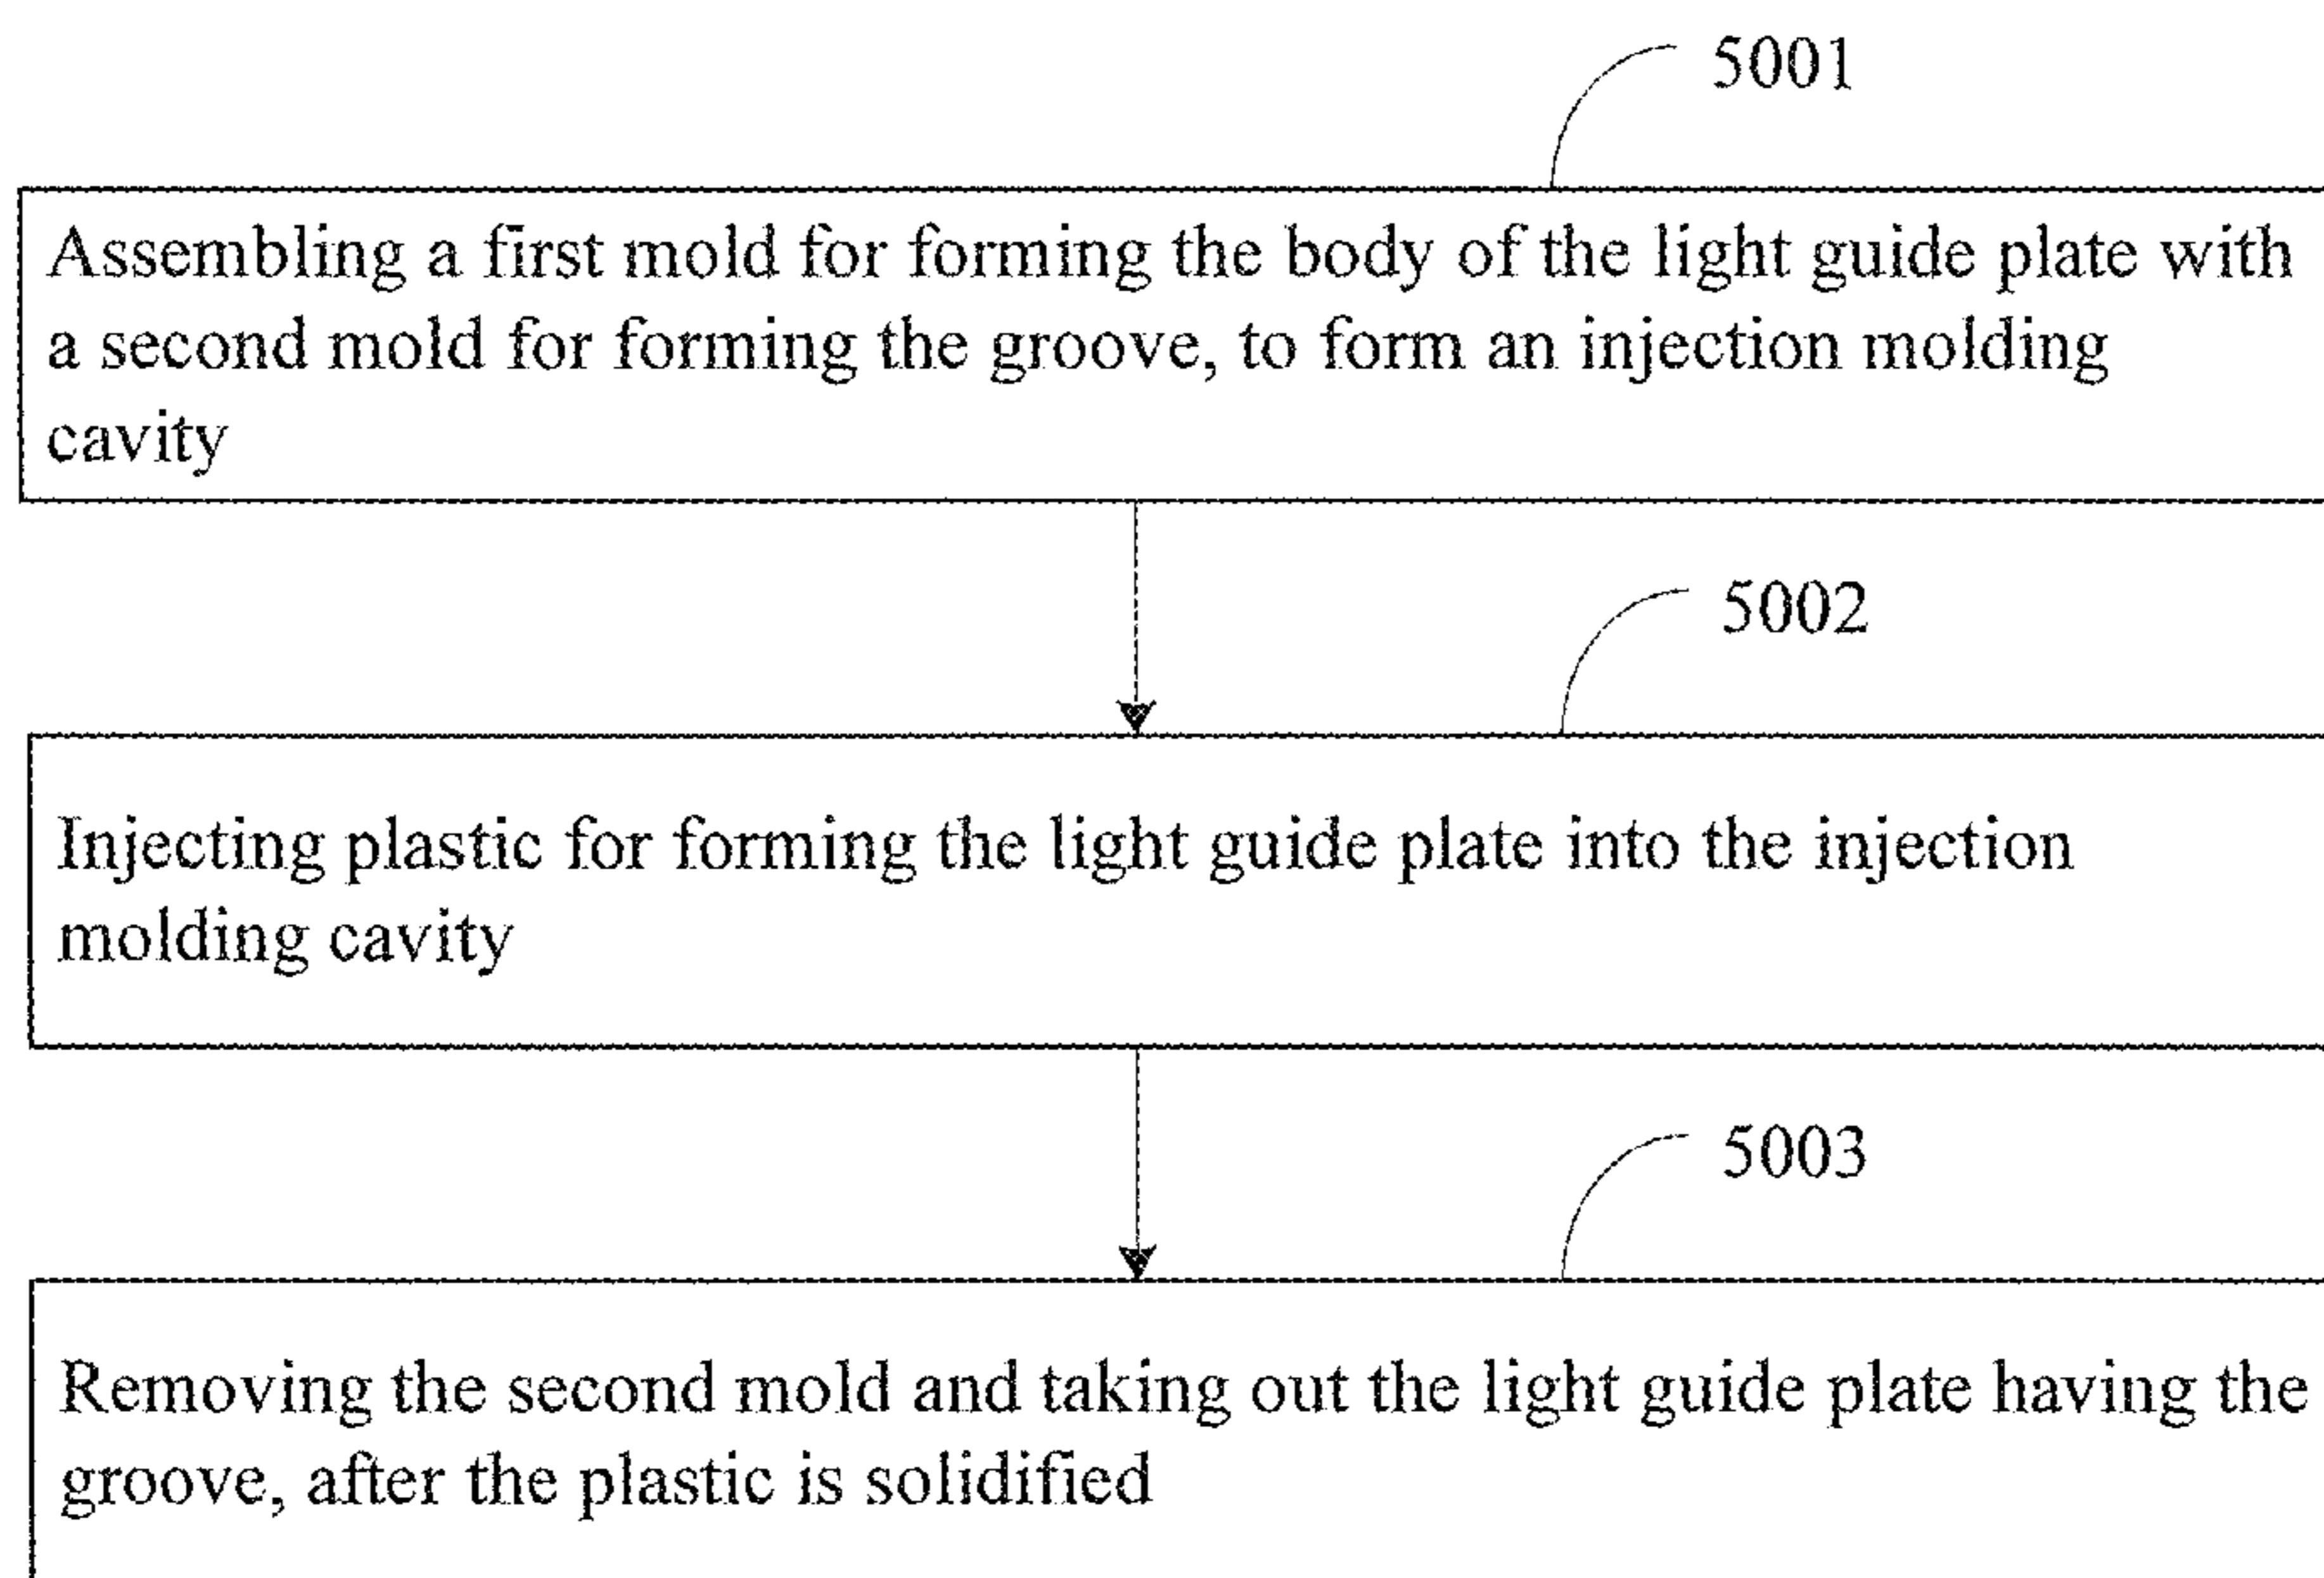 5001
Assembling a first mold for forming the body of the light guide plate with
a second mold for forming the groove, to form an injection molding
cavity
5002
Injecting plastic for forming the light guide plate into the injection
molding cavity
5003
Removing the second mold and taking out the light guide plate having the
groove, after the plastic is solidified